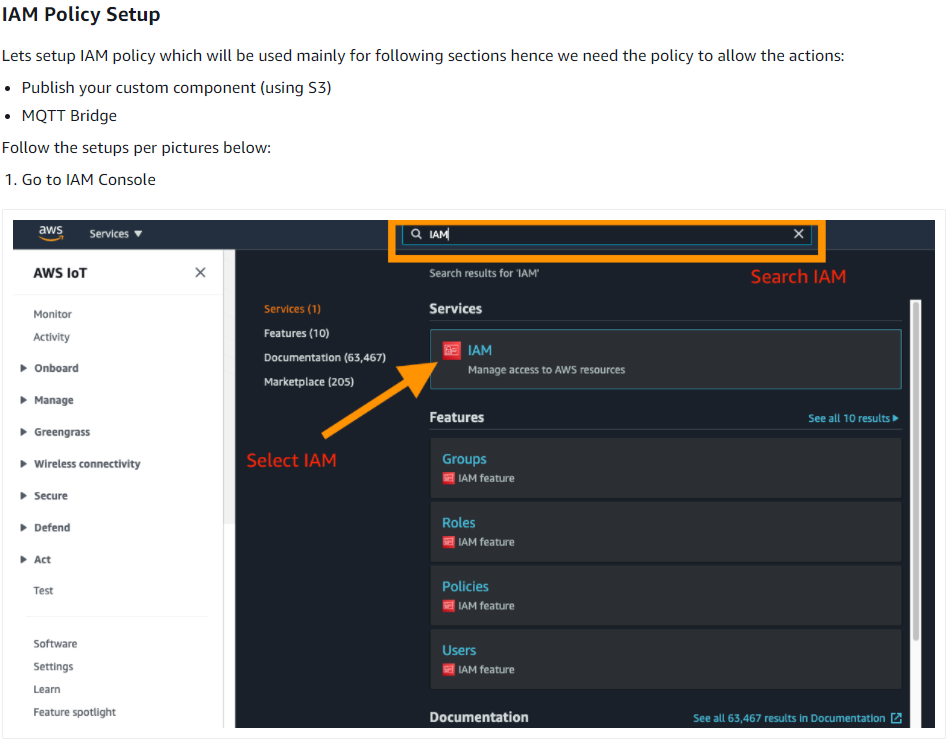 IAM Policy Setup
Lets setup IAM policy which will be used mainly for following sections hence we need the policy to allow the actions:
• Publish your custom component (using S3)
• MQTT Bridge
Follow the setups per pictures below:
1. Go to IAM Console
aws Services ▼ IAM ✕
Search IAM
AWS IoT ✕
Monitor
Activity
Onboard
Manage
Greengrass
Wireless connectivity
Secure
Defend
Act
Test
Software
Settings
Learn
Feature spotlight
Services (1)
Features (10)
Documentation (63,467)
Marketplace (205)
Select IAM
Search results for 'IAM'
Services
IAM
Manage access to AWS resources
Features See all 10 results
Groups
IAM feature
Roles
IAM feature
Policies
IAM feature
Users
IAM feature
Documentation See all 63,467 results in Documentation